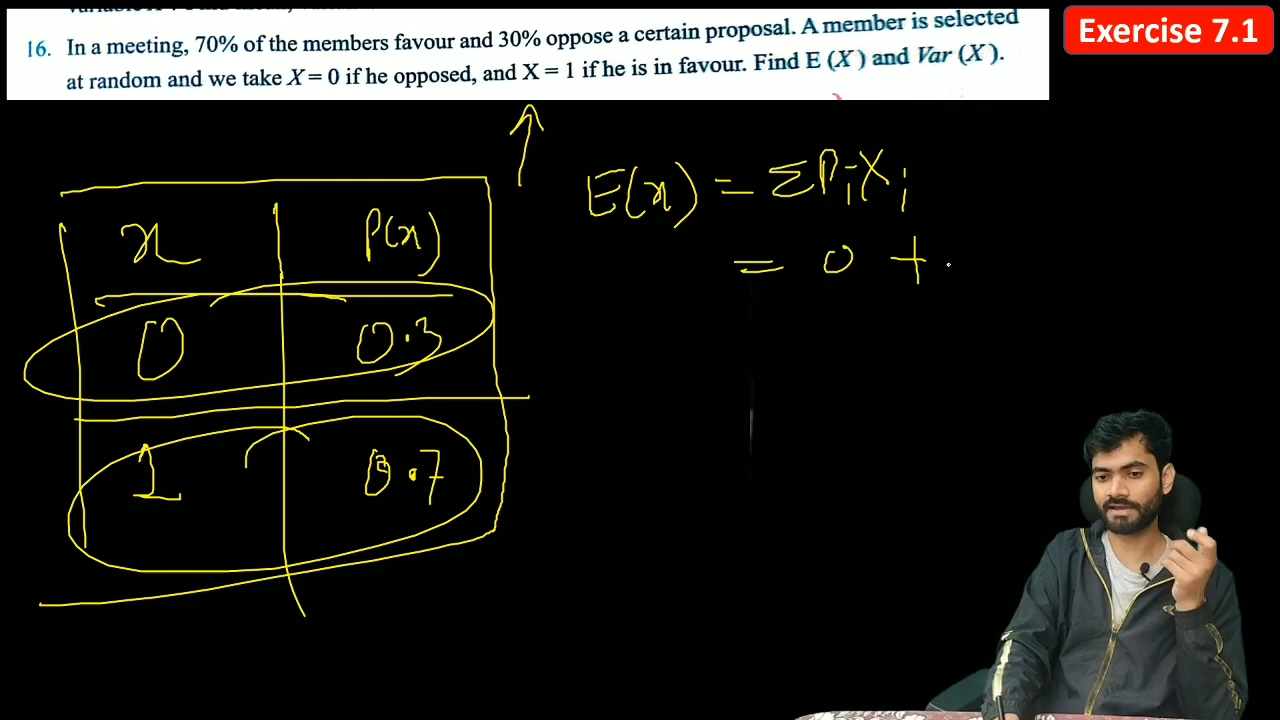 Exercise 7.1
16. In a meeting, 70% of the members favour and 30% oppose a certain proposal. A member is selected
at random and we take X = 0 if he opposed, and X = 1 if he is in favour. Find E (X) and Var (X).
x P(x)
0 0.3
1 0.7
E(x) = ΣPiXi
= 0 +